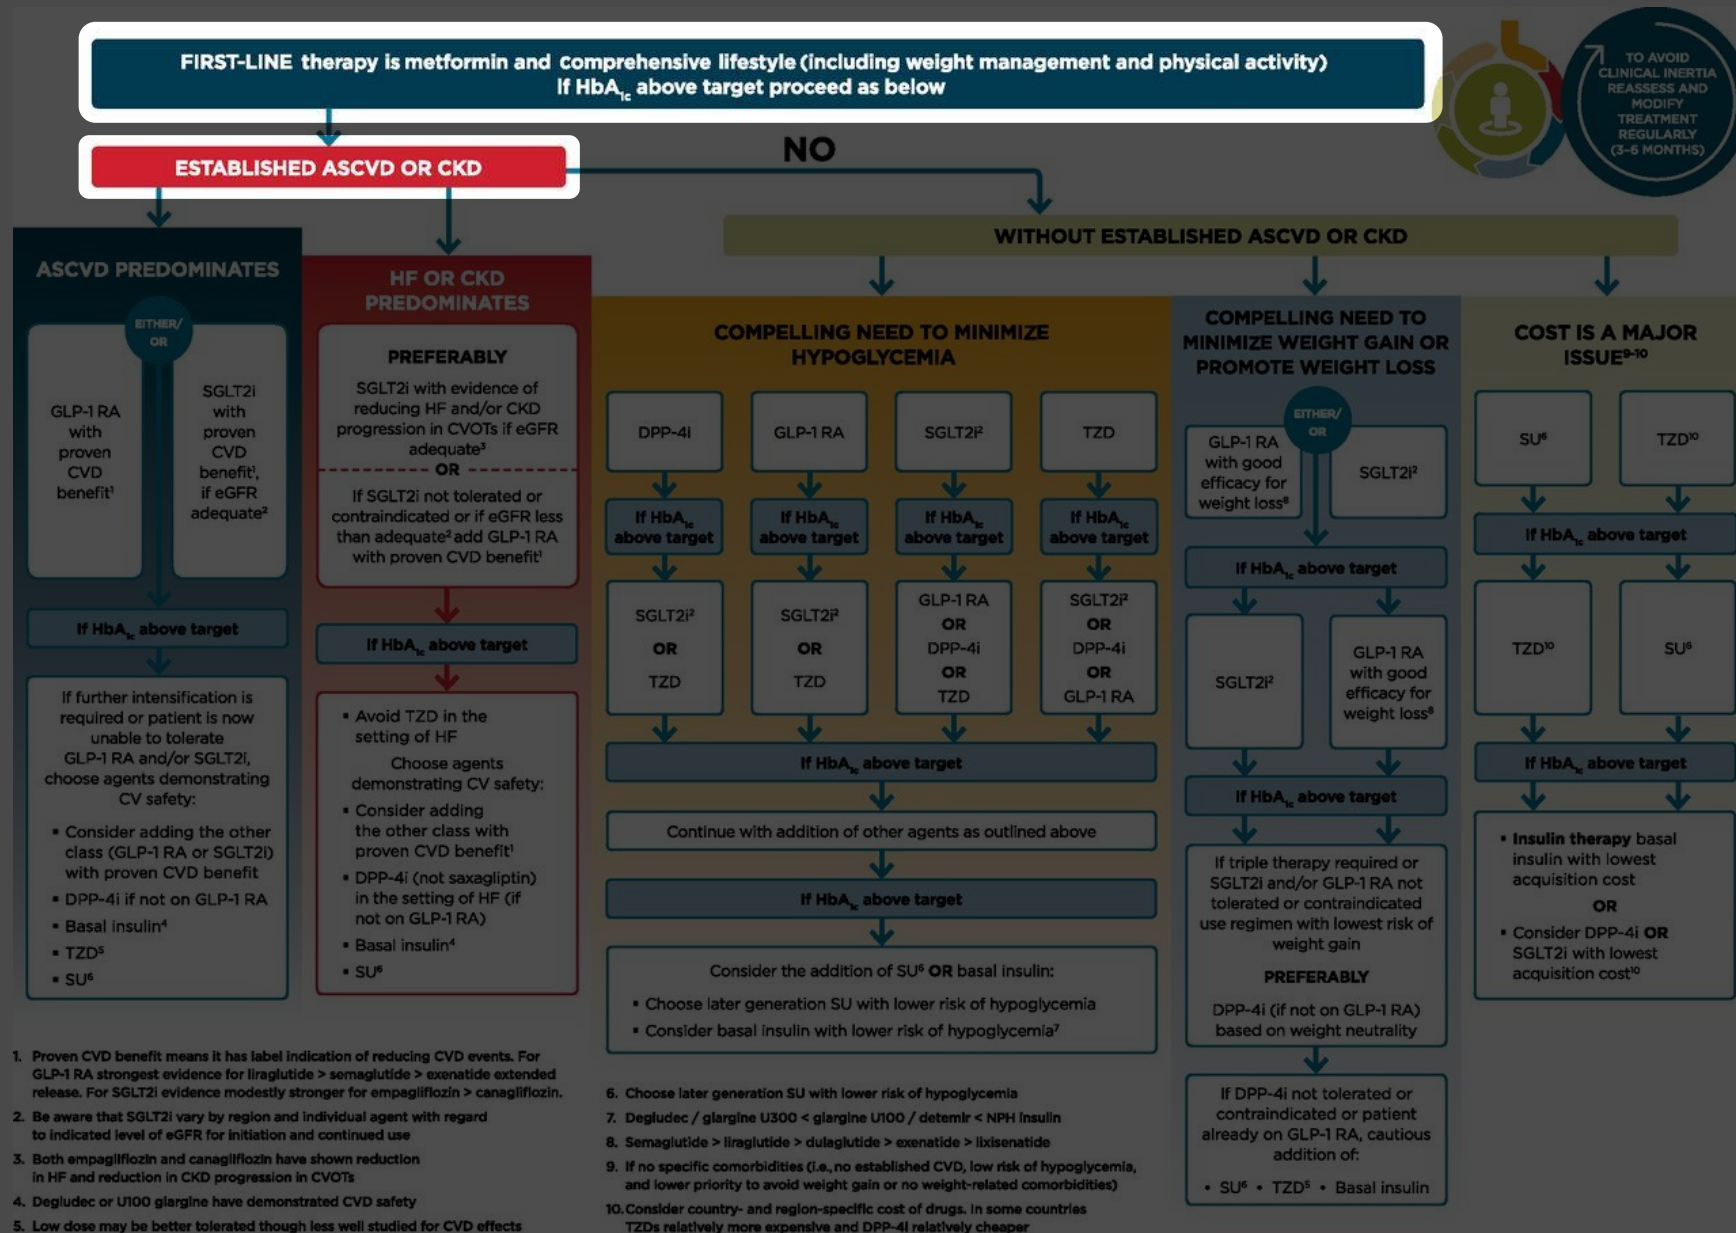 FIRST-LINE therapy is metformin and comprehensive lifestyle (including weight management and physical activity)
If HbA1c above target proceed as below
TO AVOID
CLINICAL INERTIA
REASSESS AND
MODIFY
TREATMENT
REGULARLY
(3-6 MONTHS)
ESTABLISHED ASCVD OR CKD
NO
WITHOUT ESTABLISHED ASCVD OR CKD
ASCVD PREDOMINATES
EITHER/
OR
GLP-1 RA
with
proven
CVD
benefit¹
SGLT2i
with
proven
CVD
benefit¹,
if eGFR
adequate²
If HbA1c above target
If further intensification is
required or patient is now
unable to tolerate
GLP-1 RA and/or SGLT2i,
choose agents demonstrating
CV safety:
▪ Consider adding the other
class (GLP-1 RA or SGLT2i)
with proven CVD benefit
▪ DPP-4i if not on GLP-1 RA
▪ Basal insulin⁴
▪ TZD⁵
▪ SU⁶
HF OR CKD
PREDOMINATES
PREFERABLY
SGLT2i with evidence of
reducing HF and/or CKD
progression in CVOTs if eGFR
adequate³
OR
If SGLT2i not tolerated or
contraindicated or if eGFR less
than adequate² add GLP-1 RA
with proven CVD benefit¹
If HbA1c above target
▪ Avoid TZD in the
setting of HF
Choose agents
demonstrating CV safety:
▪ Consider adding
the other class with
proven CVD benefit¹
▪ DPP-4i (not saxagliptin)
in the setting of HF (if
not on GLP-1 RA)
▪ Basal insulin⁴
▪ SU⁶
COMPELLING NEED TO MINIMIZE
HYPOGLYCEMIA
DPP-4i
GLP-1 RA
SGLT2i²
TZD
If HbA1c
above target
If HbA1c
above target
If HbA1c
above target
If HbA1c
above target
SGLT2i²
OR
TZD
SGLT2i²
OR
TZD
GLP-1 RA
OR
DPP-4i
OR
TZD
SGLT2i²
OR
DPP-4i
OR
GLP-1 RA
If HbA1c above target
Continue with addition of other agents as outlined above
If HbA1c above target
Consider the addition of SU⁶ OR basal insulin:
▪ Choose later generation SU with lower risk of hypoglycemia
▪ Consider basal insulin with lower risk of hypoglycemia⁷
COMPELLING NEED TO
MINIMIZE WEIGHT GAIN OR
PROMOTE WEIGHT LOSS
EITHER/
OR
GLP-1 RA
with good
efficacy for
weight loss⁸
SGLT2i²
If HbA1c above target
SGLT2i²
GLP-1 RA
with good
efficacy for
weight loss⁸
If HbA1c above target
If triple therapy required or
SGLT2i and/or GLP-1 RA not
tolerated or contraindicated
use regimen with lowest risk of
weight gain
PREFERABLY
DPP-4i (if not on GLP-1 RA)
based on weight neutrality
If DPP-4i not tolerated or
contraindicated or patient
already on GLP-1 RA, cautious
addition of:
▪ SU⁶ ▪ TZD⁵ ▪ Basal insulin
COST IS A MAJOR
ISSUE⁹⁻¹⁰
SU⁶
TZD¹⁰
If HbA1c above target
TZD¹⁰
SU⁶
If HbA1c above target
▪ Insulin therapy basal
insulin with lowest
acquisition cost
OR
▪ Consider DPP-4i OR
SGLT2i with lowest
acquisition cost¹⁰
1. Proven CVD benefit means it has label indication of reducing CVD events. For
GLP-1 RA strongest evidence for liraglutide > semaglutide > exenatide extended
release. For SGLT2i evidence modestly stronger for empagliflozin > canagliflozin.
2. Be aware that SGLT2i vary by region and individual agent with regard
to indicated level of eGFR for initiation and continued use
3. Both empagliflozin and canagliflozin have shown reduction
in HF and reduction in CKD progression in CVOTs
4. Degludec or U100 glargine have demonstrated CVD safety
5. Low dose may be better tolerated though less well studied for CVD effects
6. Choose later generation SU with lower risk of hypoglycemia
7. Degludec / glargine U300 < glargine U100 / detemir < NPH insulin
8. Semaglutide > liraglutide > dulaglutide > exenatide > lixisenatide
9. If no specific comorbidities (i.e., no established CVD, low risk of hypoglycemia,
and lower priority to avoid weight gain or no weight-related comorbidities)
10. Consider country- and region-specific cost of drugs. In some countries
TZDs relatively more expensive and DPP-4i relatively cheaper